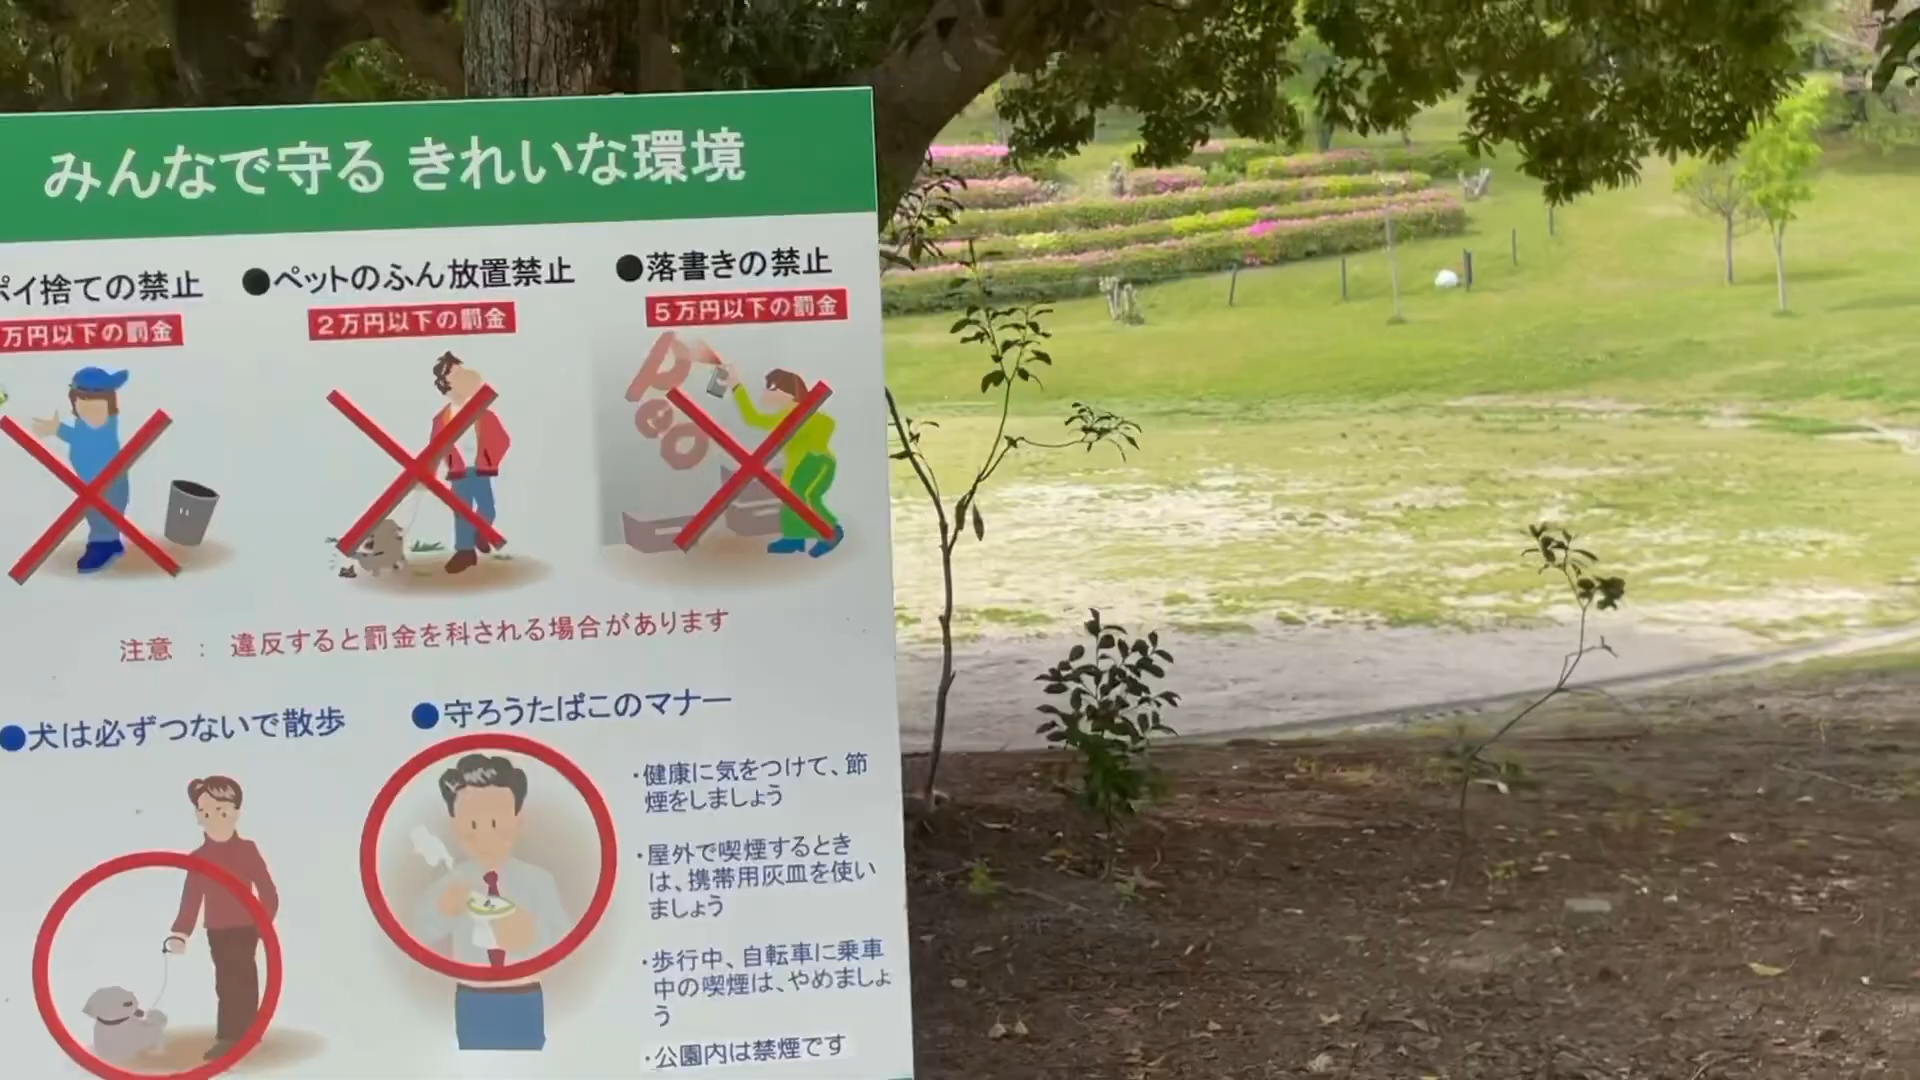 みんなで守る きれいな環境
ポイ捨ての禁止
万円以下の罰金
●ペットのふん放置禁止
2万円以下の罰金
●落書きの禁止
5万円以下の罰金
注意 : 違反すると罰金を科される場合があります
●犬は必ずつないで散歩
●守ろうたばこのマナー
・健康に気をつけて、節
煙をしましょう
・屋外で喫煙するとき
は、携帯用灰皿を使い
ましょう
・歩行中、自転車に乗車
中の喫煙は、やめましょ
う
・公園内は禁煙です